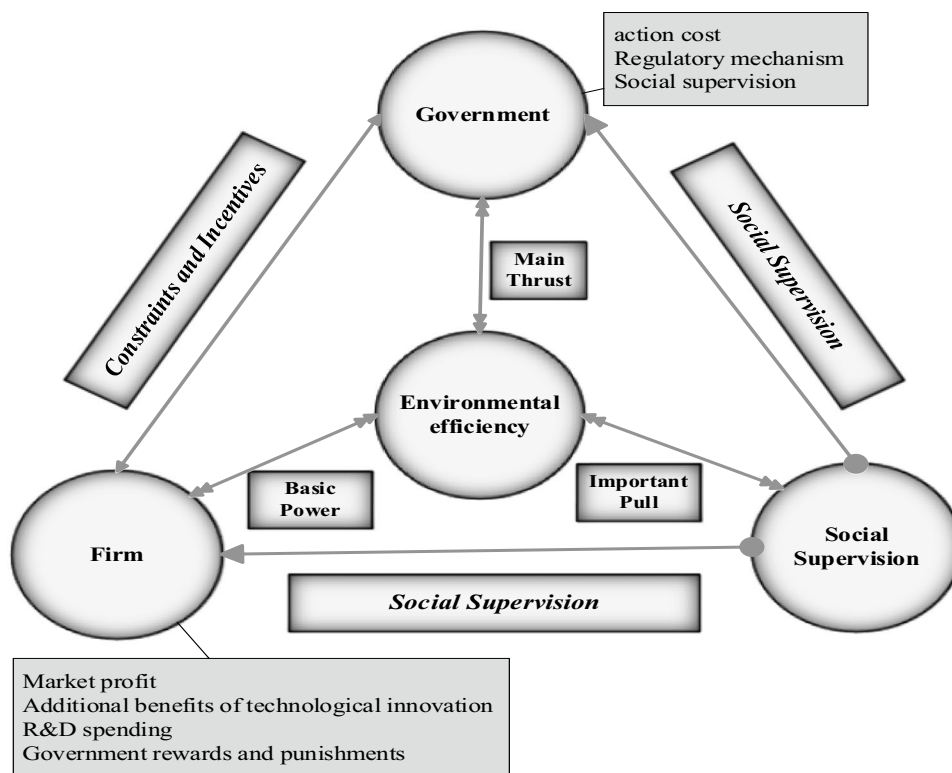 action cost
Regulatory mechanism
Social supervision
Government
Constraints and Incentives
Social Supervision
Main
Thrust
Environmental
efficiency
Basic
Power
Important
Pull
Firm
Social
Supervision
Social Supervision
Market profit
Additional benefits of technological innovation
R&D spending
Government rewards and punishments